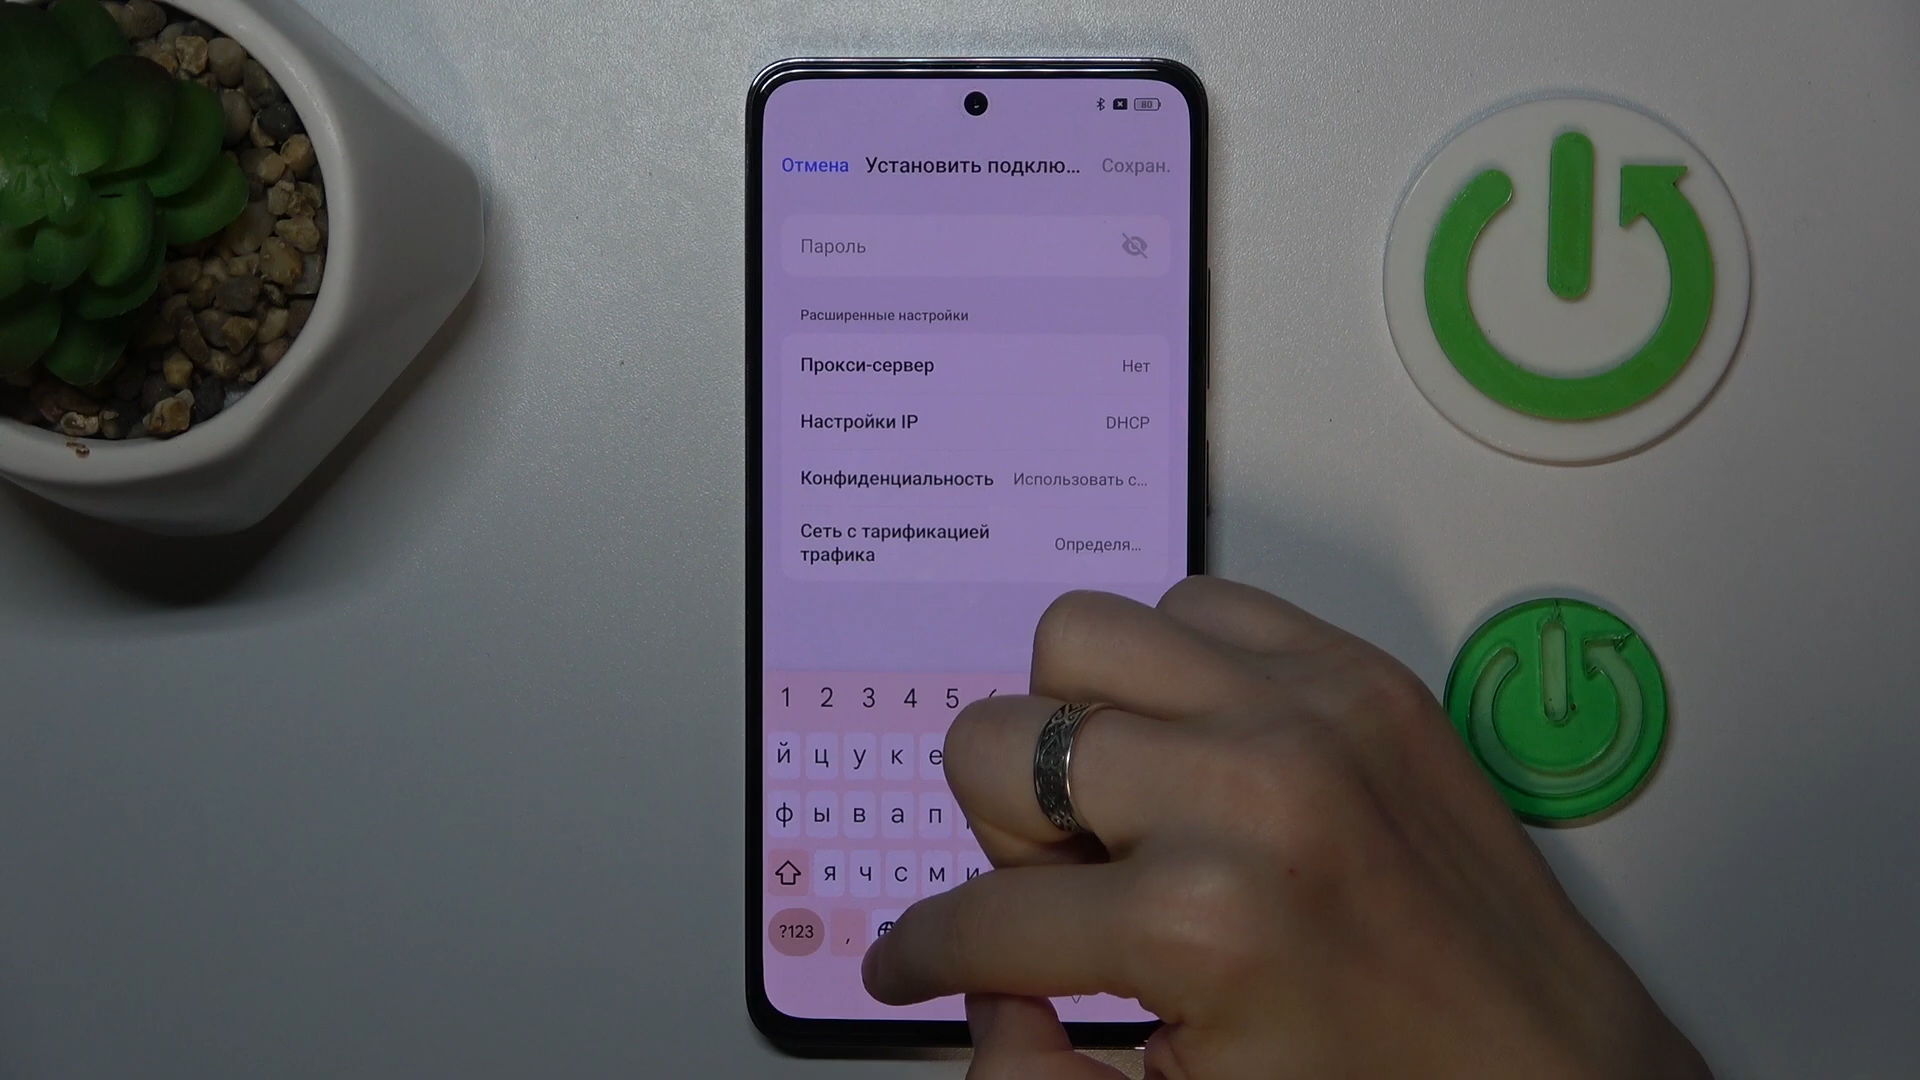 80
Отмена Установить подклю... Сохран.
Пароль
Расширенные настройки
Прокси-сервер Нет
Настройки IP DHCP
Конфиденциальность Использовать с...
Сеть с тарификацией
трафика
Определя...
1 2 3 4 5
й ц у к е
ф ы в а п
я ч с м и
?123 ,